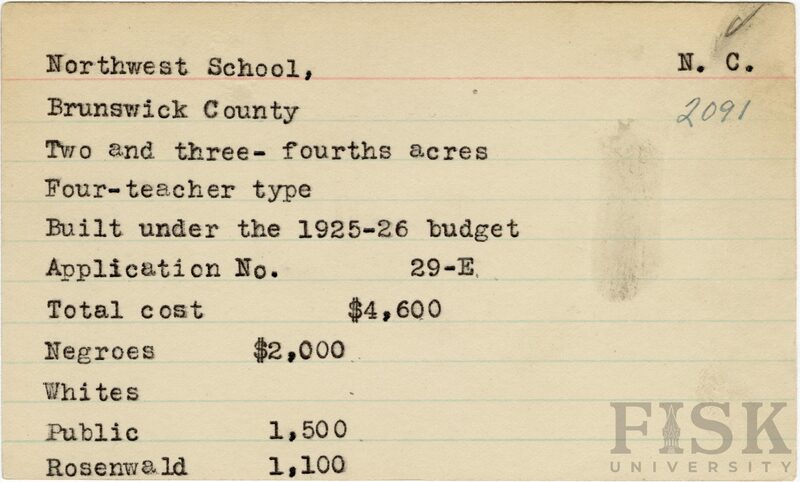 Northwest School, N. C.
Brunswick County 2091
Two and three- fourths acres
Four-teacher type
Built under the 1925-26 budget
Application No. 29-E
Total cost $4,600
Negroes $2,000
Whites
Public 1,500
Rosenwald 1,100
FISK
UNIVERSITY